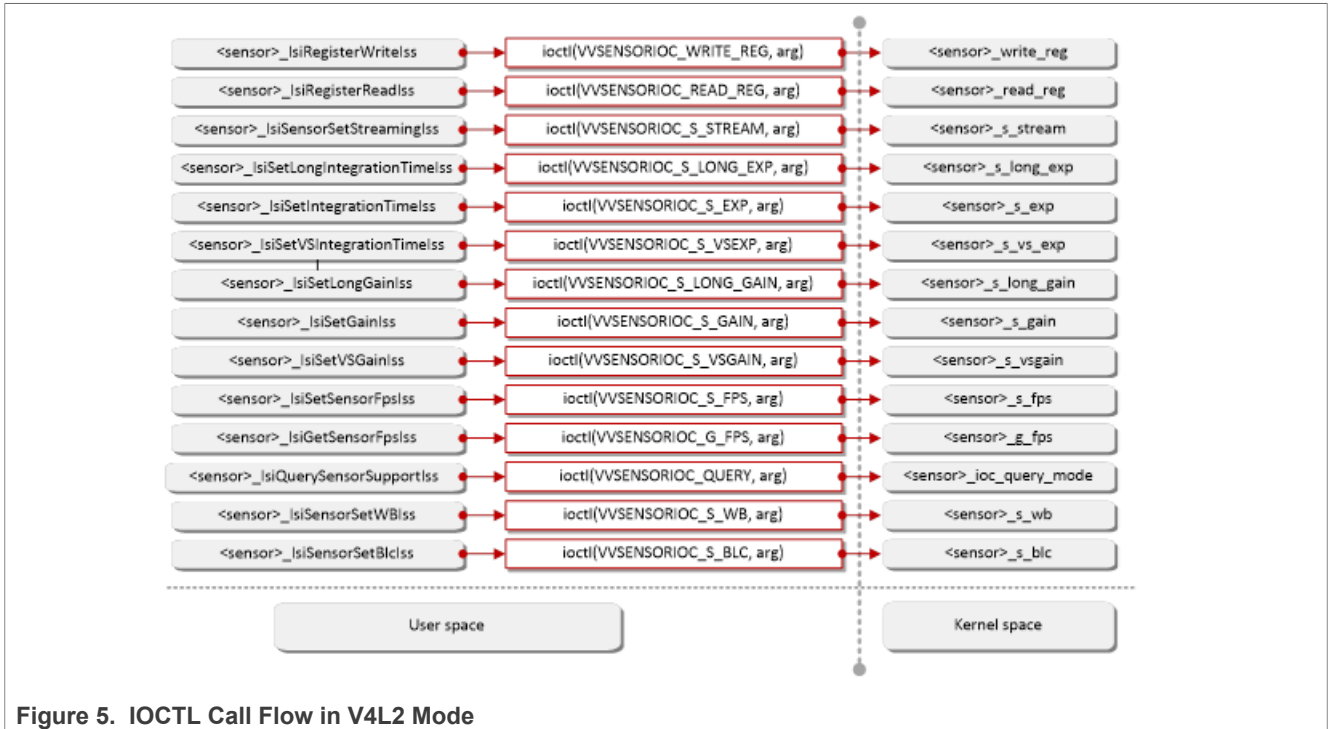 <sensor>_IsiRegisterWriteIss ioctl(VVSENSORIOC_WRITE_REG, arg) <sensor>_write_reg
<sensor>_IsiRegisterReadIss ioctl(VVSENSORIOC_READ_REG, arg) <sensor>_read_reg
<sensor>_IsiSensorSetStreamingIss ioctl(VVSENSORIOC_S_STREAM, arg) <sensor>_s_stream
<sensor>_IsiSetLongIntegrationTimeIss ioctl(VVSENSORIOC_S_LONG_EXP, arg) <sensor>_s_long_exp
<sensor>_IsiSetIntegrationTimeIss ioctl(VVSENSORIOC_S_EXP, arg) <sensor>_s_exp
<sensor>_IsiSetVSIntegrationTimeIss ioctl(VVSENSORIOC_S_VSEXP, arg) <sensor>_s_vs_exp
<sensor>_IsiSetLongGainIss ioctl(VVSENSORIOC_S_LONG_GAIN, arg) <sensor>_s_long_gain
<sensor>_IsiSetGainIss ioctl(VVSENSORIOC_S_GAIN, arg) <sensor>_s_gain
<sensor>_IsiSetVSGainIss ioctl(VVSENSORIOC_S_VSGAIN, arg) <sensor>_s_vsgain
<sensor>_IsiSetSensorFpsIss ioctl(VVSENSORIOC_S_FPS, arg) <sensor>_s_fps
<sensor>_IsiGetSensorFpsIss ioctl(VVSENSORIOC_G_FPS, arg) <sensor>_g_fps
<sensor>_IsiQuerySensorSupportIss ioctl(VVSENSORIOC_QUERY, arg) <sensor>_ioc_query_mode
<sensor>_IsiSensorSetWBIss ioctl(VVSENSORIOC_S_WB, arg) <sensor>_s_wb
<sensor>_IsiSensorSetBlcIss ioctl(VVSENSORIOC_S_BLC, arg) <sensor>_s_blc
User space Kernel space
Figure 5. IOCTL Call Flow in V4L2 Mode